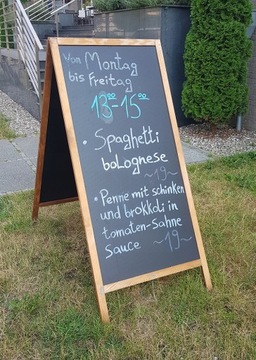 Von Montag
bis Freitag
13⁰⁰-15⁰⁰
• Spaghetti
bolognese
~19~
• Penne mit schinken
und brokkoli in
tomaten-Sahne
Sauce ~19~